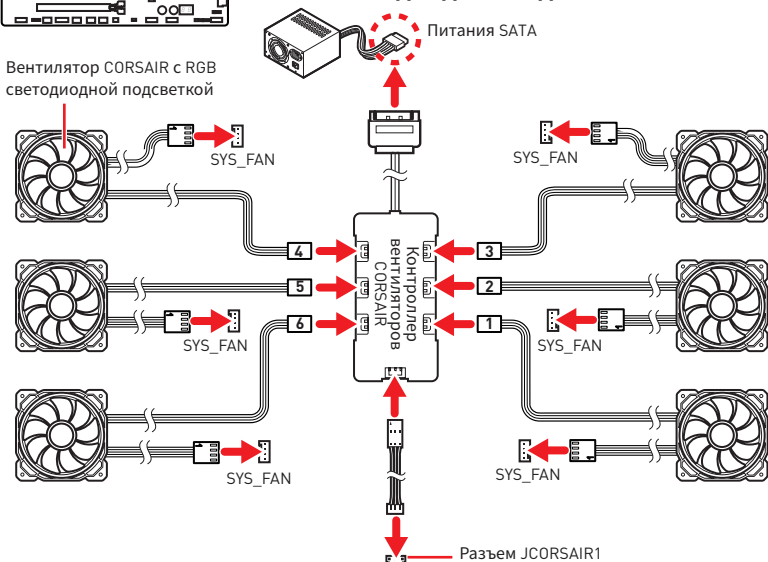 Питания SATA
Вентилятор CORSAIR с RGB
светодиодной подсветкой
SYS_FAN
SYS_FAN
4
3
5
2
6
1
Контроллер
вентиляторов
CORSAIR
SYS_FAN
SYS_FAN
SYS_FAN
SYS_FAN
Разъем JCORSAIR1